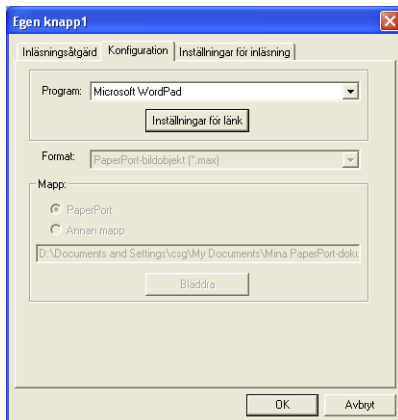 Egen knapp1
Inläsningsåtgärd Konfiguration Inställningar för inläsning
Program: Microsoft WordPad
Inställningar för länk
Format: PaperPort-bildobjekt (*.max)
Mapp:
PaperPort
Annan mapp
D:\Documents and Settings\csg\My Documents\Mina PaperPort-doku
Bläddra
OK Avbryt